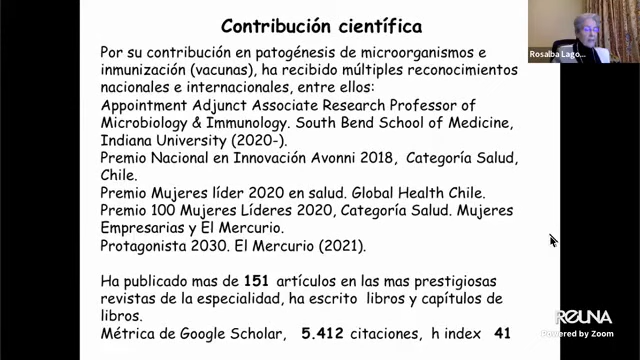 Contribución científica
Por su contribución en patogénesis de microorganismos e
inmunización (vacunas), ha recibido múltiples reconocimientos
nacionales e internacionales, entre ellos:
Appointment Adjunct Associate Research Professor of
Microbiology & Immunology. South Bend School of Medicine,
Indiana University (2020-).
Premio Nacional en Innovación Avonni 2018, Categoría Salud,
Chile.
Premio Mujeres líder 2020 en salud. Global Health Chile.
Premio 100 Mujeres Líderes 2020, Categoría Salud. Mujeres
Empresarias y El Mercurio.
Protagonista 2030. El Mercurio (2021).
Ha publicado mas de 151 artículos en las mas prestigiosas
revistas de la especialidad, ha escrito libros y capítulos de
libros.
Métrica de Google Scholar, 5.412 citaciones, h index 41
Rosalba Lago...
REUNA
Powered by Zoom